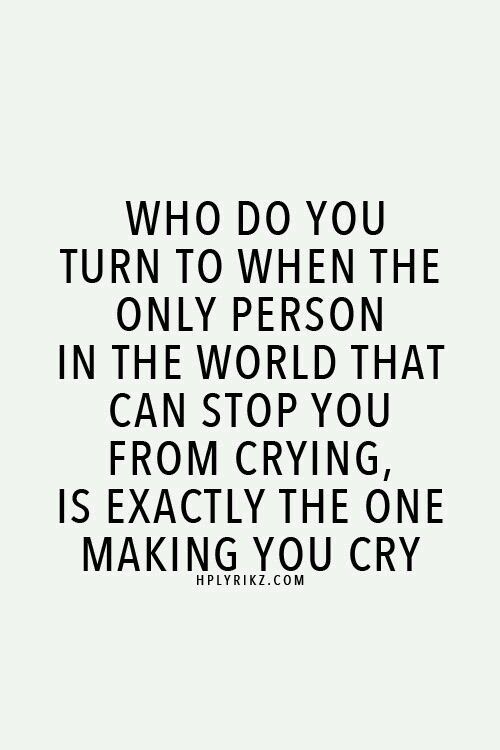 WHO DO YOU
TURN TO WHEN THE
ONLY PERSON
IN THE WORLD THAT
CAN STOP YOU
FROM CRYING,
IS EXACTLY THE ONE
MAKING YOU CRY
HPLYRIKZ.COM